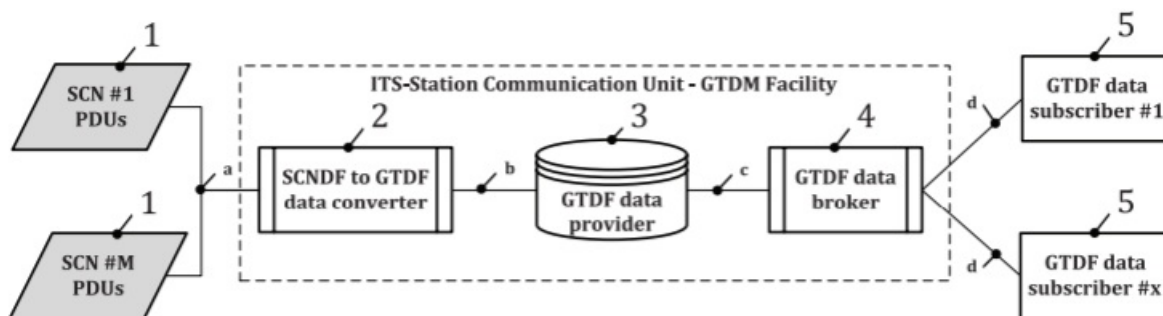 1
SCN #1
PDUs
1
SCN #M
PDUs
a
ITS-Station Communication Unit - GTDM Facility
2
SCNDF to GTDF
data converter
b
3
GTDF data
provider
c
4
GTDF data
broker
d
d
5
GTDF data
subscriber #1
5
GTDF data
subscriber #x